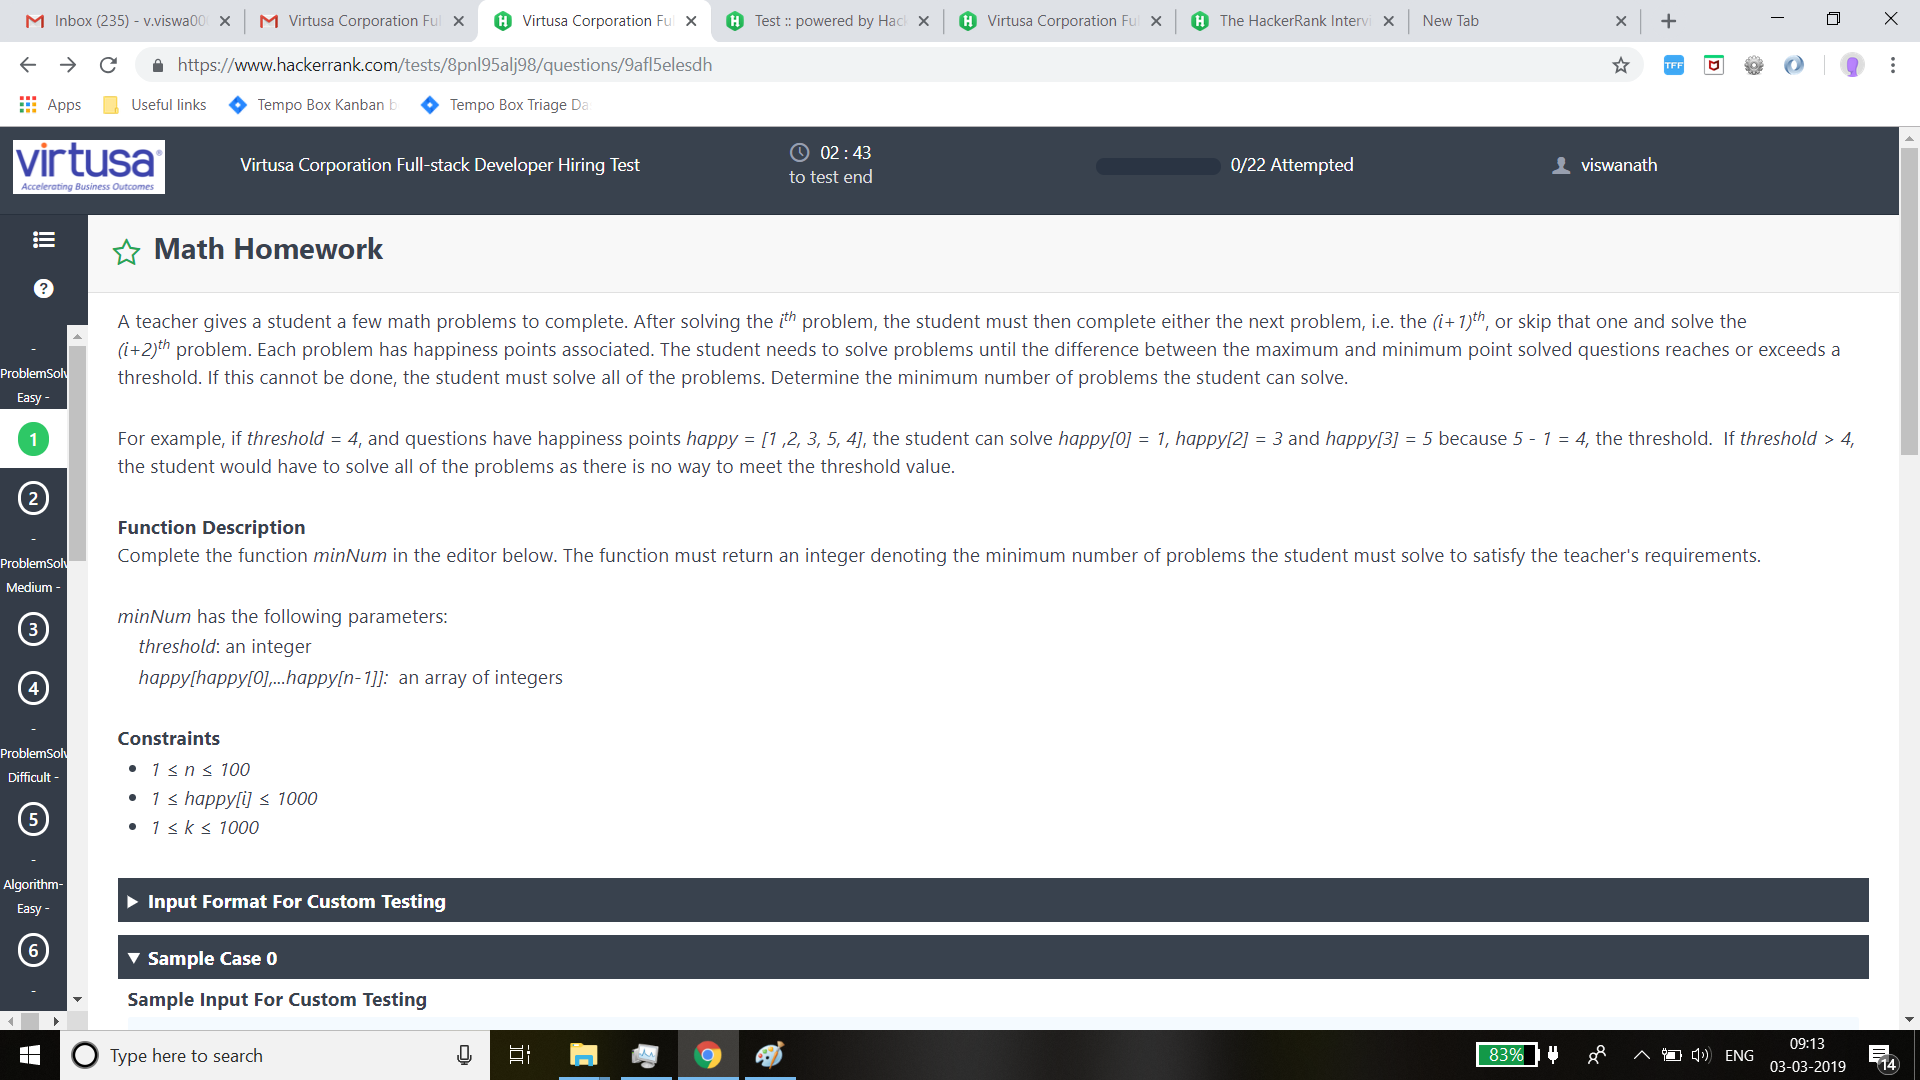 Inbox (235) - v.viswa00
Virtusa Corporation Ful
Virtusa Corporation Fu
Test :: powered by Hack
Virtusa Corporation Fu
The HackerRank Intervi
New Tab
https://www.hackerrank.com/tests/8pnl95alj98/questions/9afl5elesdh
TFF
Apps
Useful links
Tempo Box Kanban b
Tempo Box Triage Da
virtusa
Accelerating Business Outcomes
Virtusa Corporation Full-stack Developer Hiring Test
02 : 43
to test end
0/22 Attempted
viswanath
Math Homework
A teacher gives a student a few math problems to complete. After solving the ith problem, the student must then complete either the next problem, i.e. the (i+1)th, or skip that one and solve the
(i+2)th problem. Each problem has happiness points associated. The student needs to solve problems until the difference between the maximum and minimum point solved questions reaches or exceeds a
threshold. If this cannot be done, the student must solve all of the problems. Determine the minimum number of problems the student can solve.
For example, if threshold = 4, and questions have happiness points happy = [1 ,2, 3, 5, 4], the student can solve happy[0] = 1, happy[2] = 3 and happy[3] = 5 because 5 - 1 = 4, the threshold. If threshold > 4,
the student would have to solve all of the problems as there is no way to meet the threshold value.
Function Description
Complete the function minNum in the editor below. The function must return an integer denoting the minimum number of problems the student must solve to satisfy the teacher's requirements.
minNum has the following parameters:
threshold: an integer
happy[happy[0],...happy[n-1]]: an array of integers
Constraints
• 1 ≤ n ≤ 100
• 1 ≤ happy[i] ≤ 1000
• 1 ≤ k ≤ 1000
Input Format For Custom Testing
Sample Case 0
Sample Input For Custom Testing
?
-
ProblemSolv
Easy -
1
2
-
ProblemSolv
Medium -
3
4
-
ProblemSolv
Difficult -
5
-
Algorithm-
Easy -
6
-
Type here to search
83%
ENG
09:13
03-03-2019
14